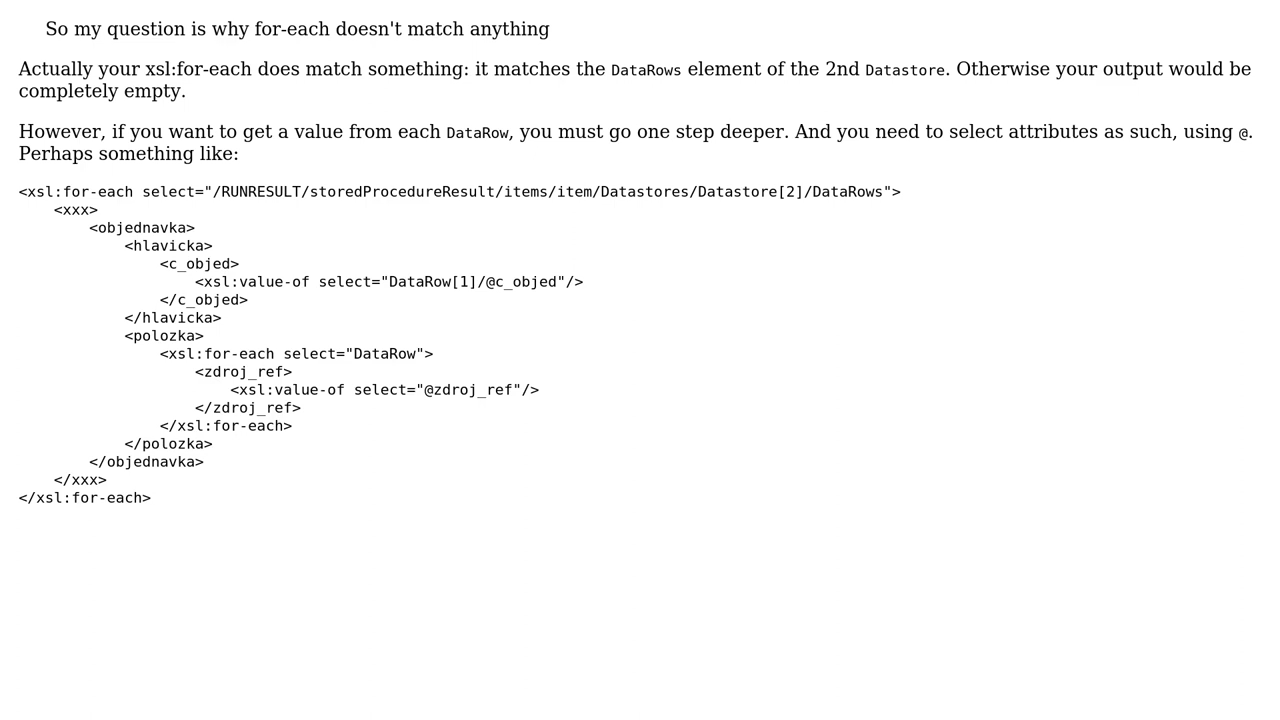 So my question is why for-each doesn't match anything
Actually your xsl:for-each does match something: it matches the DataRows element of the 2nd Datastore. Otherwise your output would be
completely empty.
However, if you want to get a value from each DataRow, you must go one step deeper. And you need to select attributes as such, using @.
Perhaps something like:
<xsl:for-each select="/RUNRESULT/storedProcedureResult/items/item/Datastores/Datastore[2]/DataRows">
    <xxx>
        <objednavka>
            <hlavicka>
                <c_objed>
                    <xsl:value-of select="DataRow[1]/@c_objed"/>
                </c_objed>
            </hlavicka>
            <polozka>
                <xsl:for-each select="DataRow">
                    <zdroj_ref>
                        <xsl:value-of select="@zdroj_ref"/>
                    </zdroj_ref>
                </xsl:for-each>
            </polozka>
        </objednavka>
    </xxx>
</xsl:for-each>